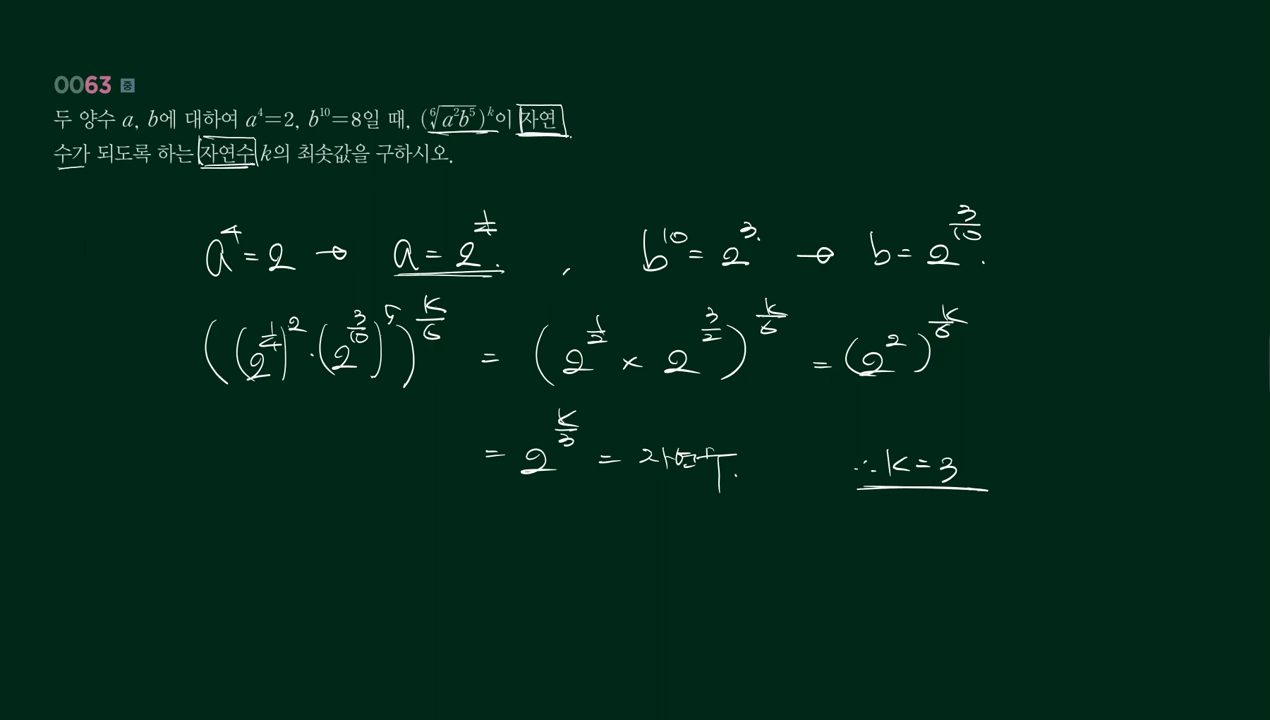 0063 중
두 양수 a, b에 대하여 a⁴=2, b¹⁰=8일 때, (⁶√(a²b⁵))ᵏ이 자연
수가 되도록 하는 자연수 k의 최솟값을 구하시오.
a⁴ = 2 → a = 2^(1/4). , b¹⁰ = 2³. → b = 2^(3/10).
((2^(1/4))² · (2^(3/10))⁵)^(k/6) = (2^(1/2) × 2^(3/2))^(k/6) = (2²)^(k/6)
= 2^(k/3) = 자연수. ∴ k = 3